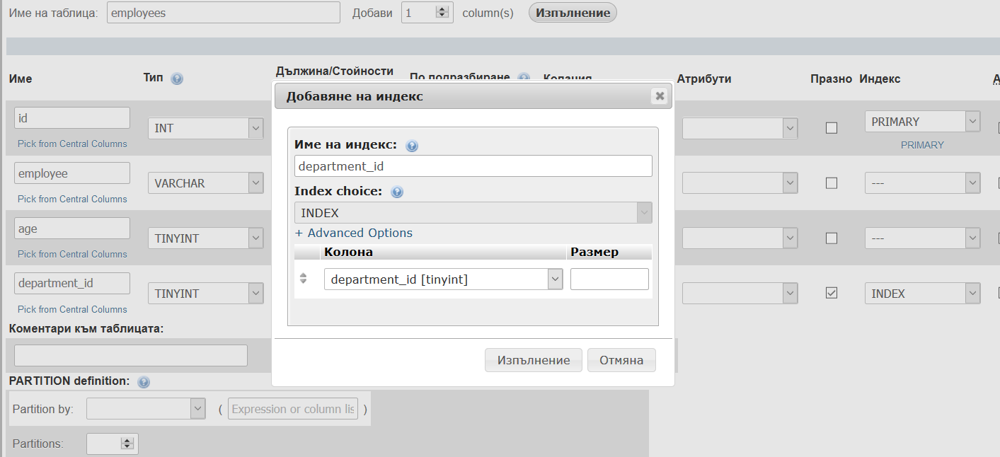 Име на таблица: employees Добави 1 column(s) Изпълнение
Име Тип Дължина/Стойности По подразбиране Колация Атрибути Празно Индекс
id INT PRIMARY
Pick from Central Columns PRIMARY
employee VARCHAR ---
Pick from Central Columns
age TINYINT ---
Pick from Central Columns
department_id TINYINT INDEX
Pick from Central Columns
Коментари към таблицата:
PARTITION definition:
Partition by: ( Expression or column lis )
Partitions:
Добавяне на индекс
Име на индекс:
department_id
Index choice:
INDEX
+ Advanced Options
Колона Размер
department_id [tinyint]
Изпълнение Отмяна